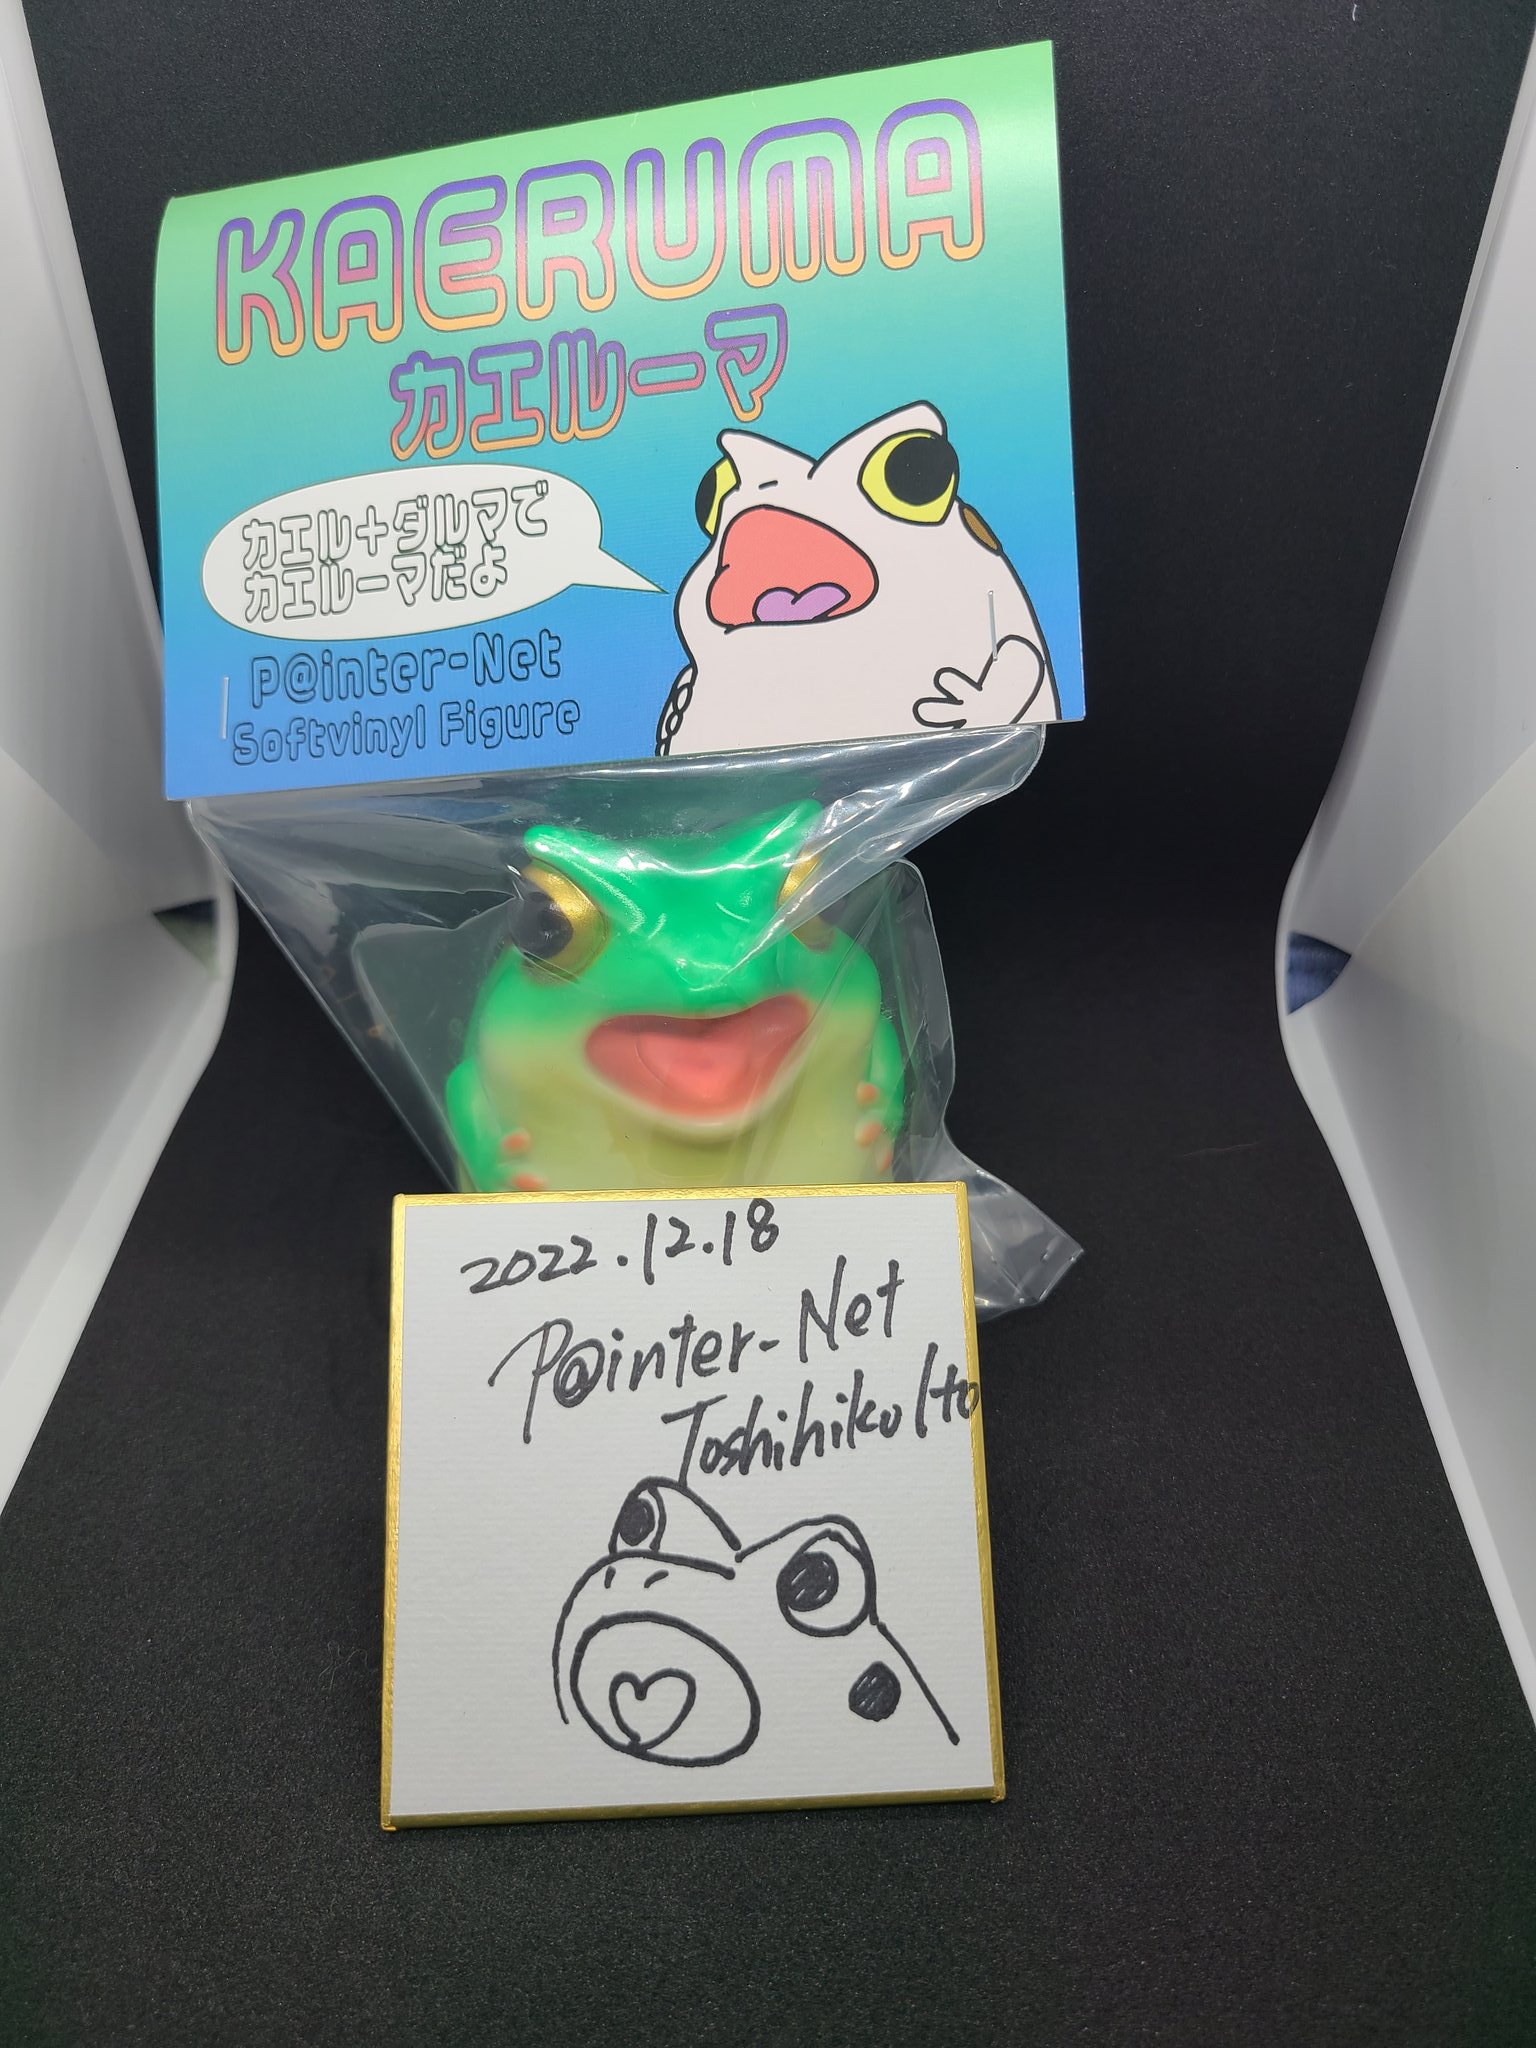 KAERUMA
カエルーマ
カエル+ダルマで
カエルーマだよ
P@inter-Net
Softvinyl Figure
2022.12.18
P@inter-Net
Toshihiko Ito